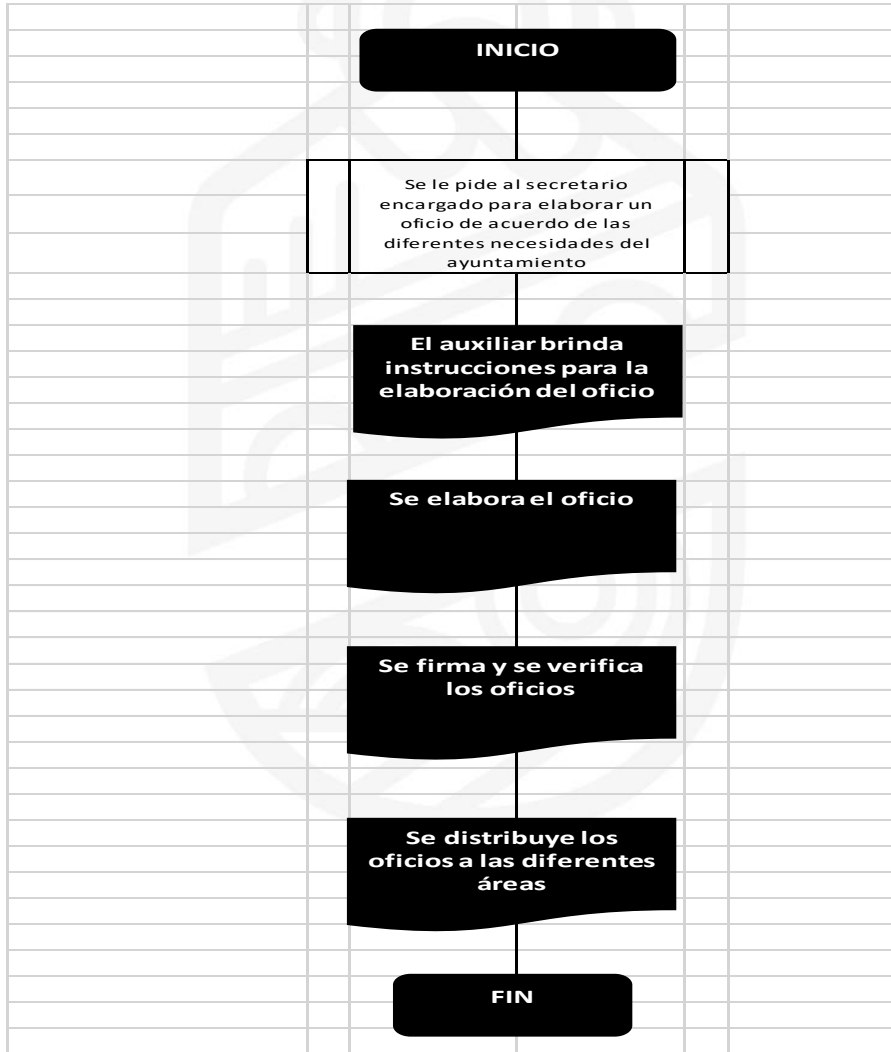 INICIO
Se le pide al secretario
encargado para elaborar un
oficio de acuerdo de las
diferentes necesidades del
ayuntamiento
El auxiliar brinda
instrucciones para la
elaboración del oficio
Se elabora el oficio
Se firma y se verifica
los oficios
Se distribuye los
oficios a las diferentes
áreas
FIN